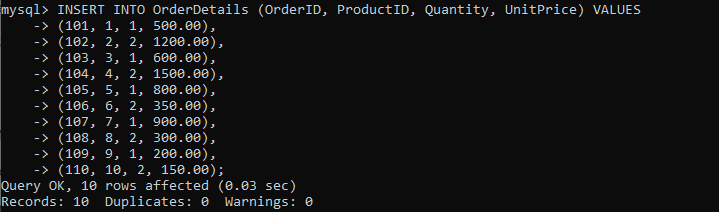 mysql> INSERT INTO OrderDetails (OrderID, ProductID, Quantity, UnitPrice) VALUES
    -> (101, 1, 1, 500.00),
    -> (102, 2, 2, 1200.00),
    -> (103, 3, 1, 600.00),
    -> (104, 4, 2, 1500.00),
    -> (105, 5, 1, 800.00),
    -> (106, 6, 2, 350.00),
    -> (107, 7, 1, 900.00),
    -> (108, 8, 2, 300.00),
    -> (109, 9, 1, 200.00),
    -> (110, 10, 2, 150.00);
Query OK, 10 rows affected (0.03 sec)
Records: 10  Duplicates: 0  Warnings: 0